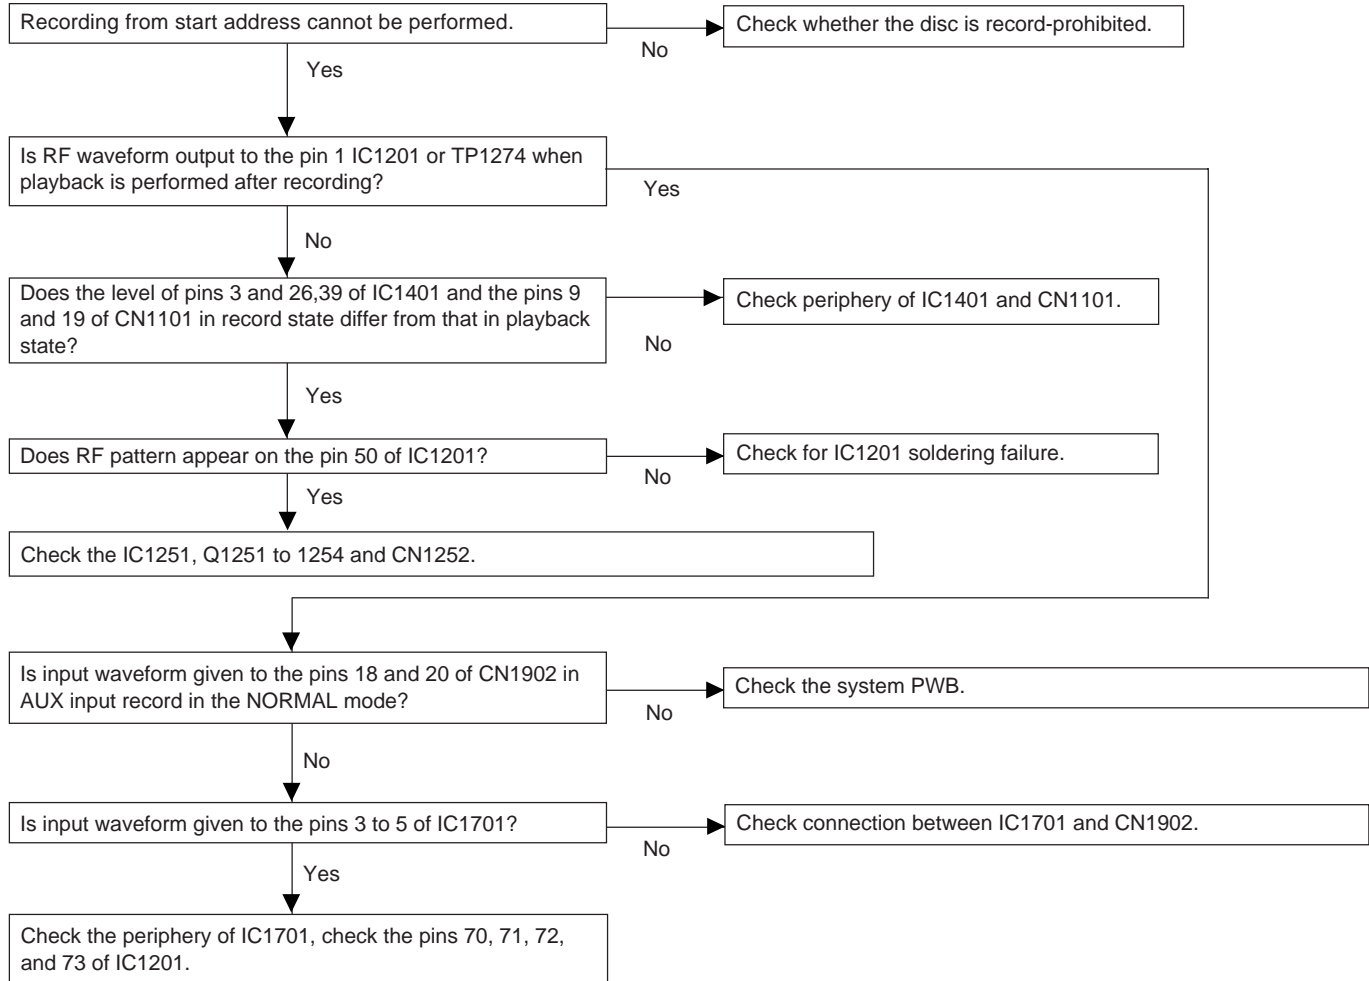 Recording from start address cannot be performed.
No
Check whether the disc is record-prohibited.
Yes
Is RF waveform output to the pin 1 IC1201 or TP1274 when
playback is performed after recording?
Yes
No
Does the level of pins 3 and 26,39 of IC1401 and the pins 9
and 19 of CN1101 in record state differ from that in playback
state?
No
Check periphery of IC1401 and CN1101.
Yes
Does RF pattern appear on the pin 50 of IC1201?
No
Check for IC1201 soldering failure.
Yes
Check the IC1251, Q1251 to 1254 and CN1252.
Is input waveform given to the pins 18 and 20 of CN1902 in
AUX input record in the NORMAL mode?
No
Check the system PWB.
No
Is input waveform given to the pins 3 to 5 of IC1701?
No
Check connection between IC1701 and CN1902.
Yes
Check the periphery of IC1701, check the pins 70, 71, 72,
and 73 of IC1201.